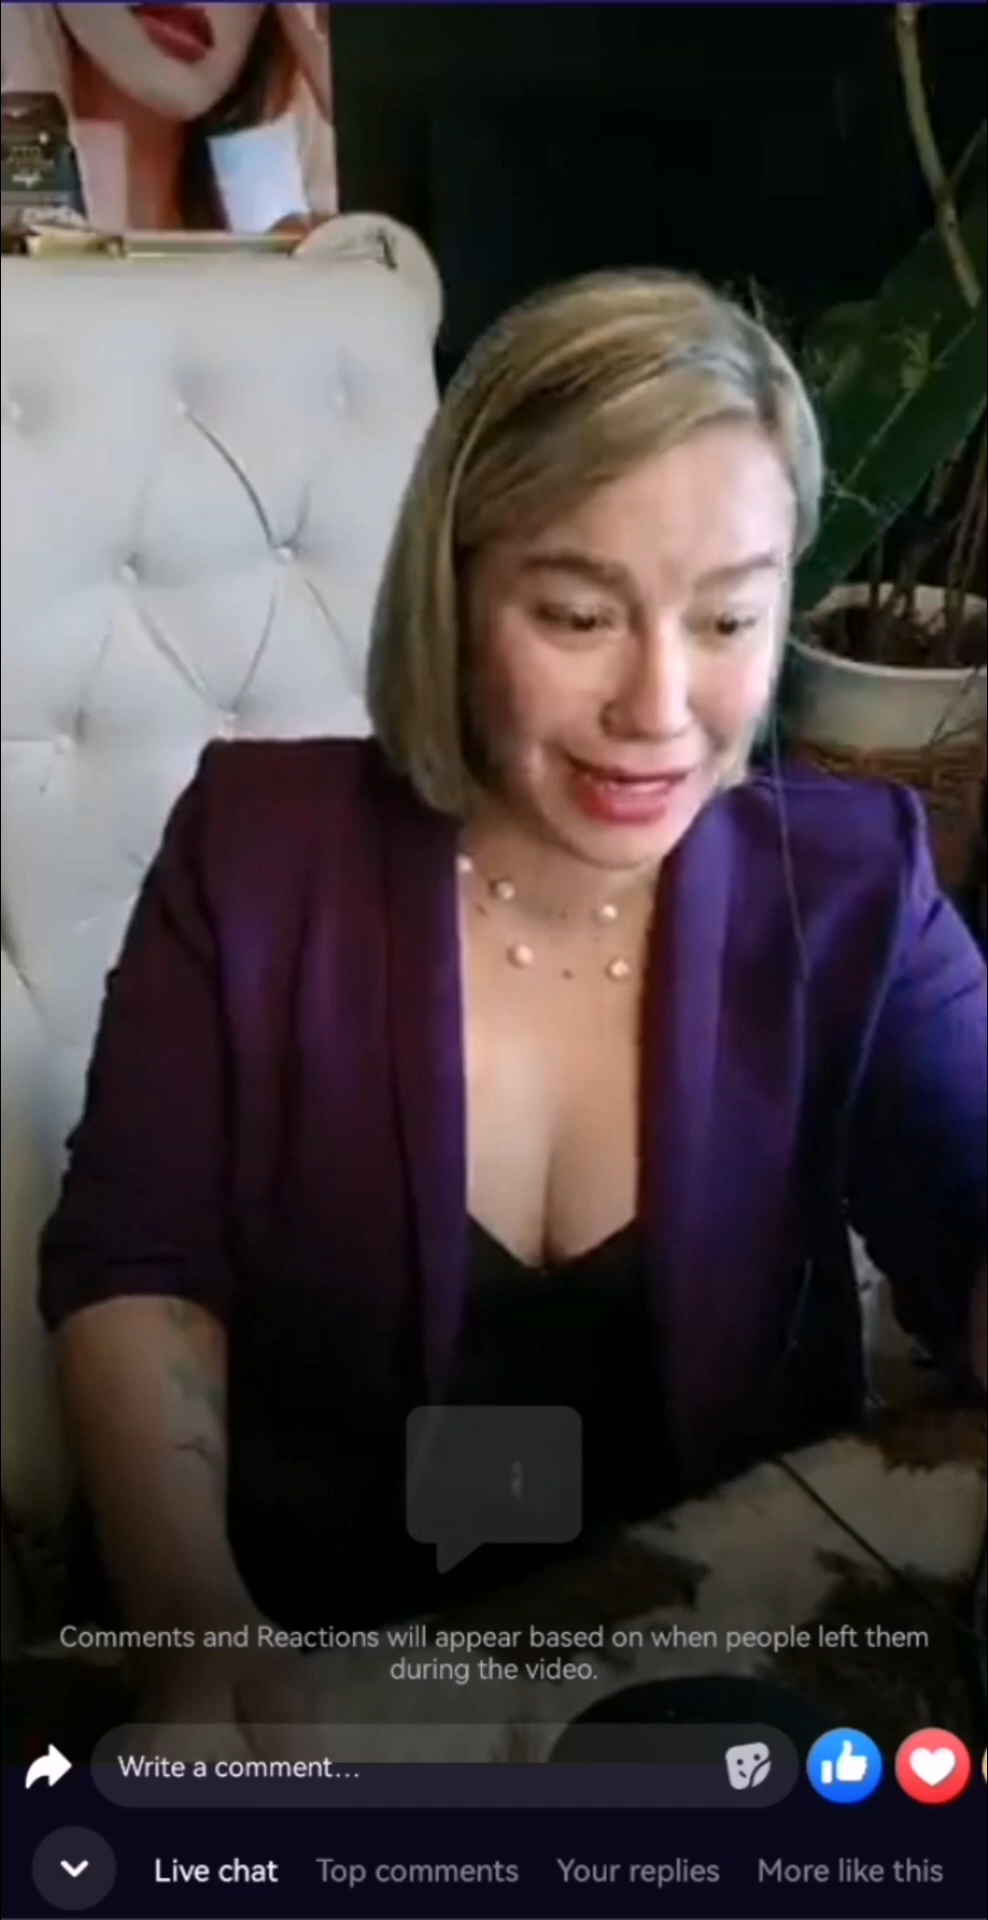 Comments and Reactions will appear based on when people left them
during the video.
Write a comment...
Live chat
Top comments
Your replies
More like this